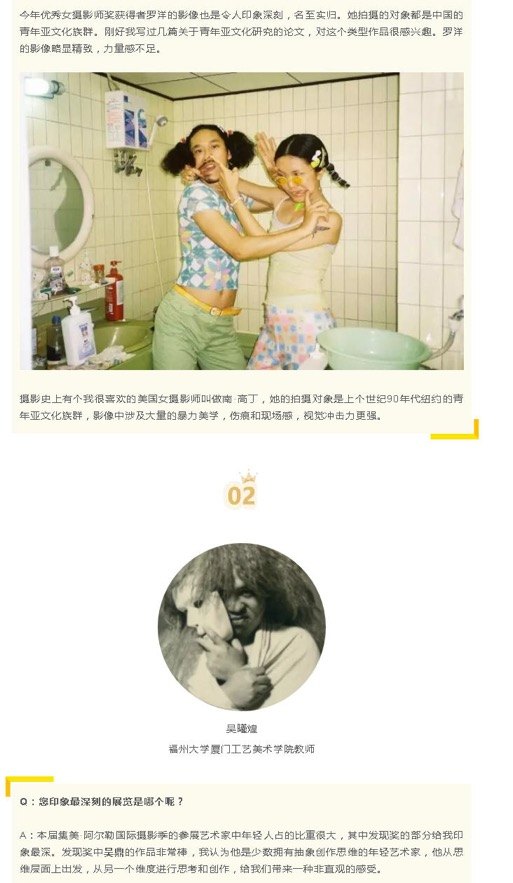 今年优秀女摄影师奖获得者罗洋的影像也是令人印象深刻，名至实归。她拍摄的对象都是中国的
青年亚文化族群。刚好我写过几篇关于青年亚文化研究的论文，对这个类型作品很感兴趣。罗洋
的影像略显精致，力量感不足。
摄影史上有个我很喜欢的美国女摄影师叫做南·高丁，她的拍摄对象是上个世纪90年代纽约的青
年亚文化族群，影像中涉及大量的暴力美学，伤痕和现场感，视觉冲击力更强。
02
吴曦煌
福州大学厦门工艺美术学院教师
Q：您印象最深刻的展览是哪个呢？
A：本届集美·阿尔勒国际摄影季的参展艺术家中年轻人占的比重很大，其中发现奖的部分给我印
象最深。发现奖中吴鼎的作品非常棒，我认为他是少数拥有抽象创作思维的年轻艺术家，他从思
维层面上出发，从另一个维度进行思考和创作，给我们带来一种非直观的感受。